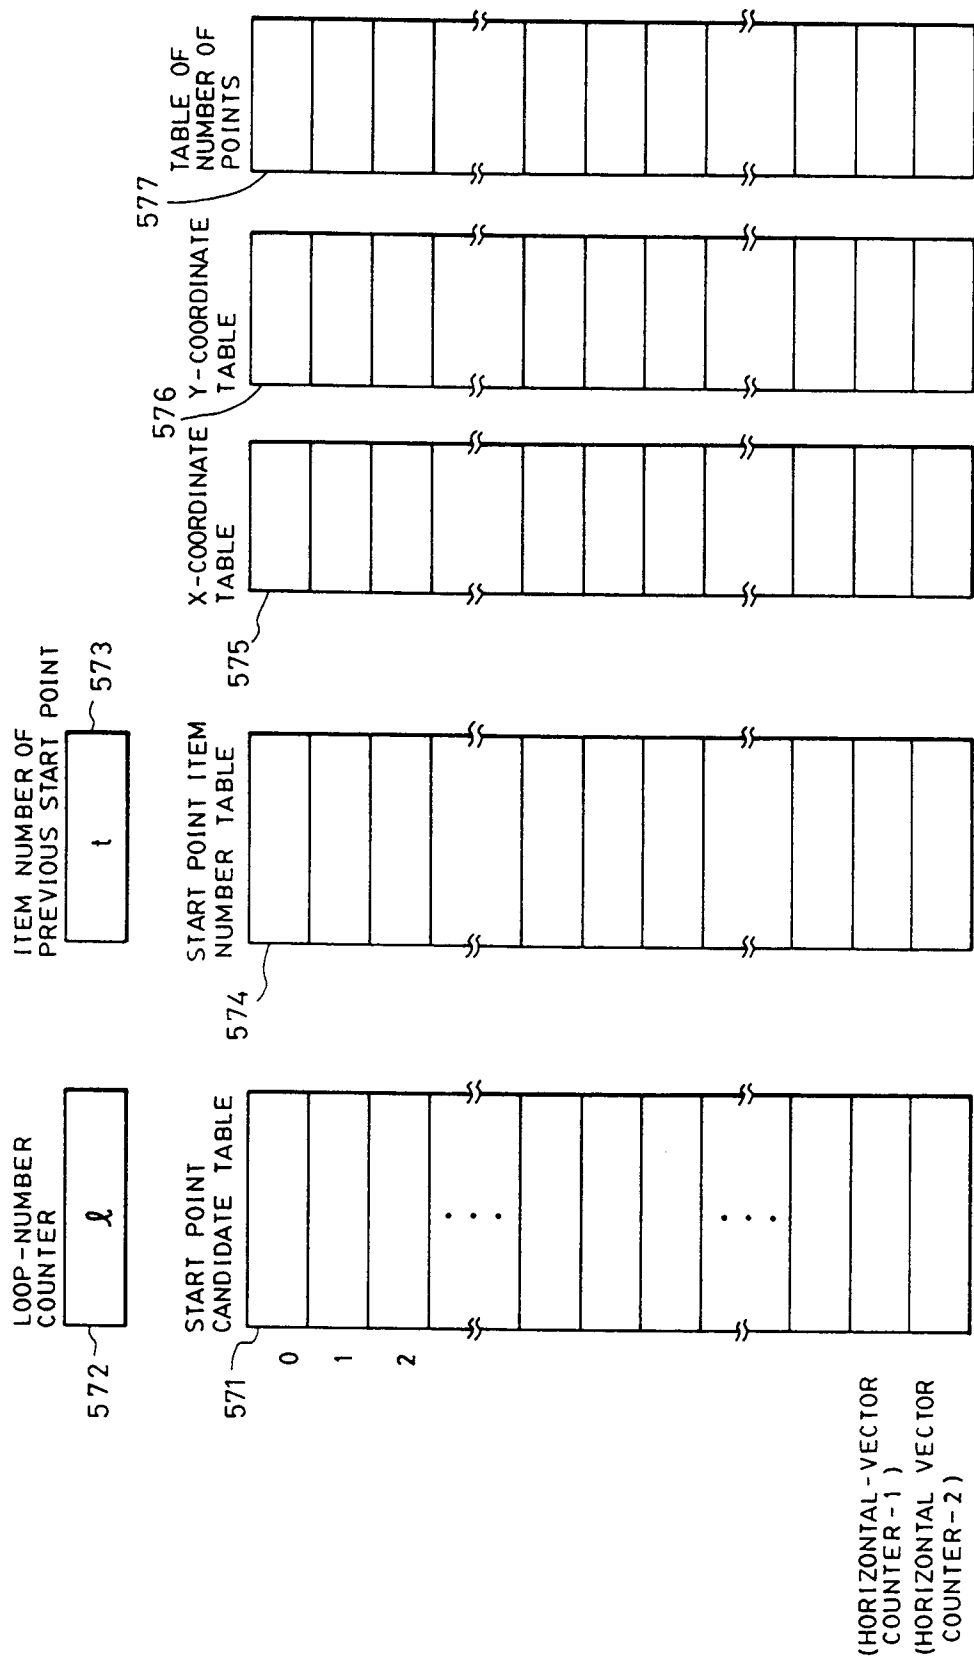 LOOP-NUMBER
COUNTER
ℓ
572
ITEM NUMBER OF
PREVIOUS START POINT
t
573
START POINT
CANDIDATE TABLE
571
0
1
2
(HORIZONTAL-VECTOR
COUNTER-1)
(HORIZONTAL VECTOR
COUNTER-2)
START POINT ITEM
NUMBER TABLE
574
X-COORDINATE
TABLE
575
Y-COORDINATE
TABLE
576
TABLE OF
NUMBER OF
POINTS
577